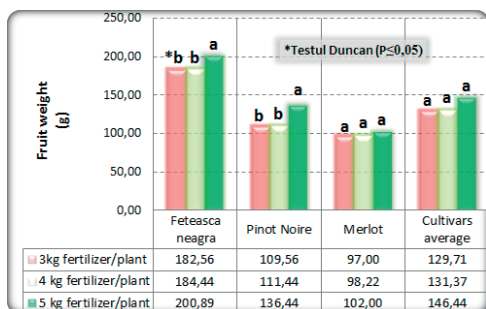 250,00
200,00
150,00
100,00
50,00
0,00
Fruit weight
(g)
*b b a
b b a
a a a
a a a
*Testul Duncan (P≤0,05)
Feteasca neagra Pinot Noire Merlot Cultivars average
3kg fertilizer/plant 182,56 109,56 97,00 129,71
4 kg fertilizer/plant 184,44 111,44 98,22 131,37
5 kg fertilizer/plant 200,89 136,44 102,00 146,44